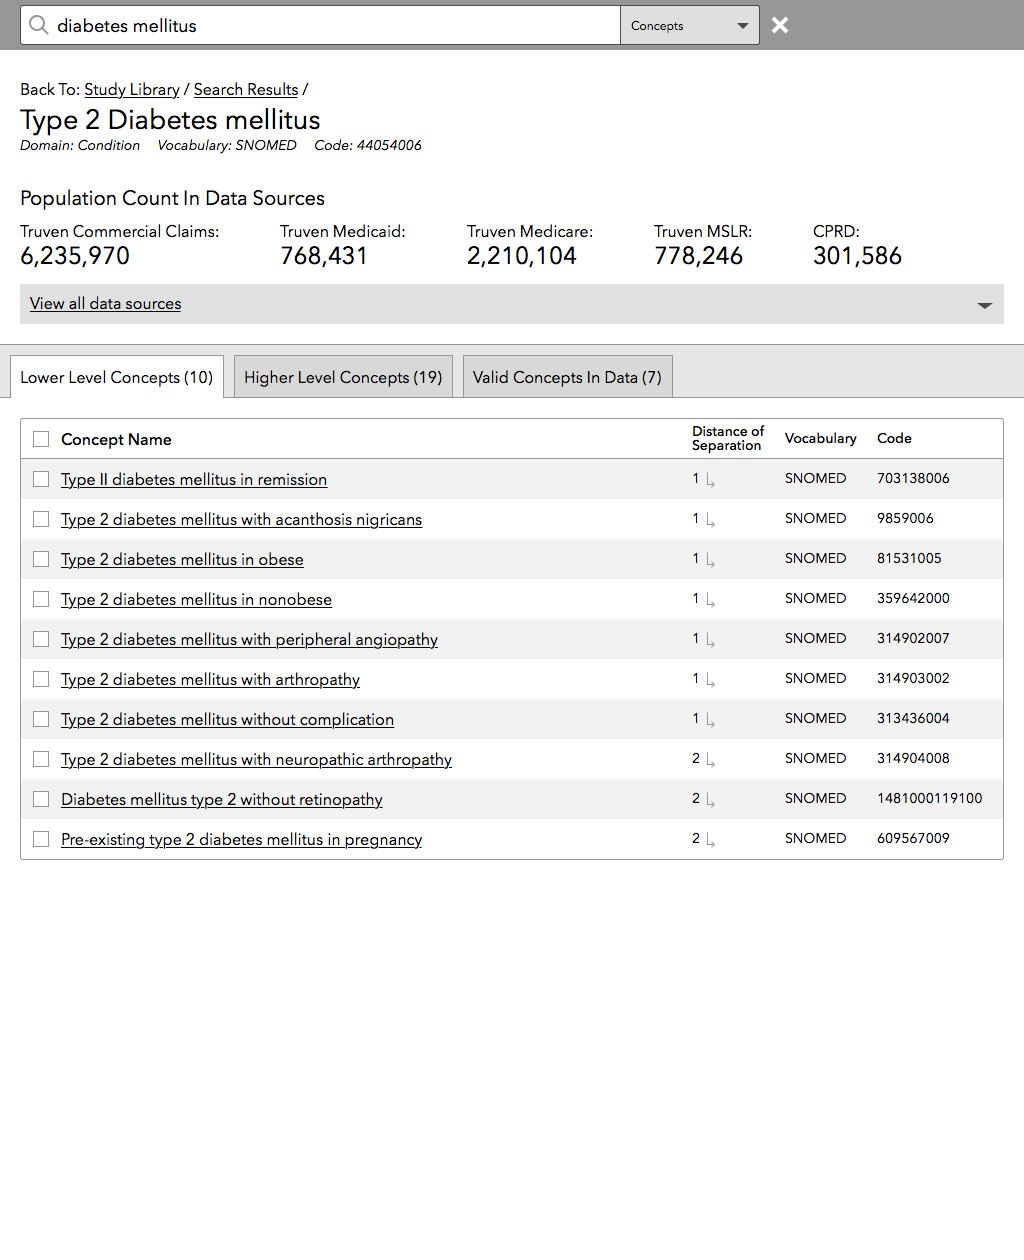 diabetes mellitus Concepts
Back To: Study Library / Search Results /
Type 2 Diabetes mellitus
Domain: Condition Vocabulary: SNOMED Code: 44054006
Population Count In Data Sources
Truven Commercial Claims: Truven Medicaid: Truven Medicare: Truven MSLR: CPRD:
6,235,970 768,431 2,210,104 778,246 301,586
View all data sources
Lower Level Concepts (10) Higher Level Concepts (19) Valid Concepts In Data (7)
Concept Name Distance of Separation Vocabulary Code
Type II diabetes mellitus in remission 1 SNOMED 703138006
Type 2 diabetes mellitus with acanthosis nigricans 1 SNOMED 9859006
Type 2 diabetes mellitus in obese 1 SNOMED 81531005
Type 2 diabetes mellitus in nonobese 1 SNOMED 359642000
Type 2 diabetes mellitus with peripheral angiopathy 1 SNOMED 314902007
Type 2 diabetes mellitus with arthropathy 1 SNOMED 314903002
Type 2 diabetes mellitus without complication 1 SNOMED 313436004
Type 2 diabetes mellitus with neuropathic arthropathy 2 SNOMED 314904008
Diabetes mellitus type 2 without retinopathy 2 SNOMED 1481000119100
Pre-existing type 2 diabetes mellitus in pregnancy 2 SNOMED 609567009